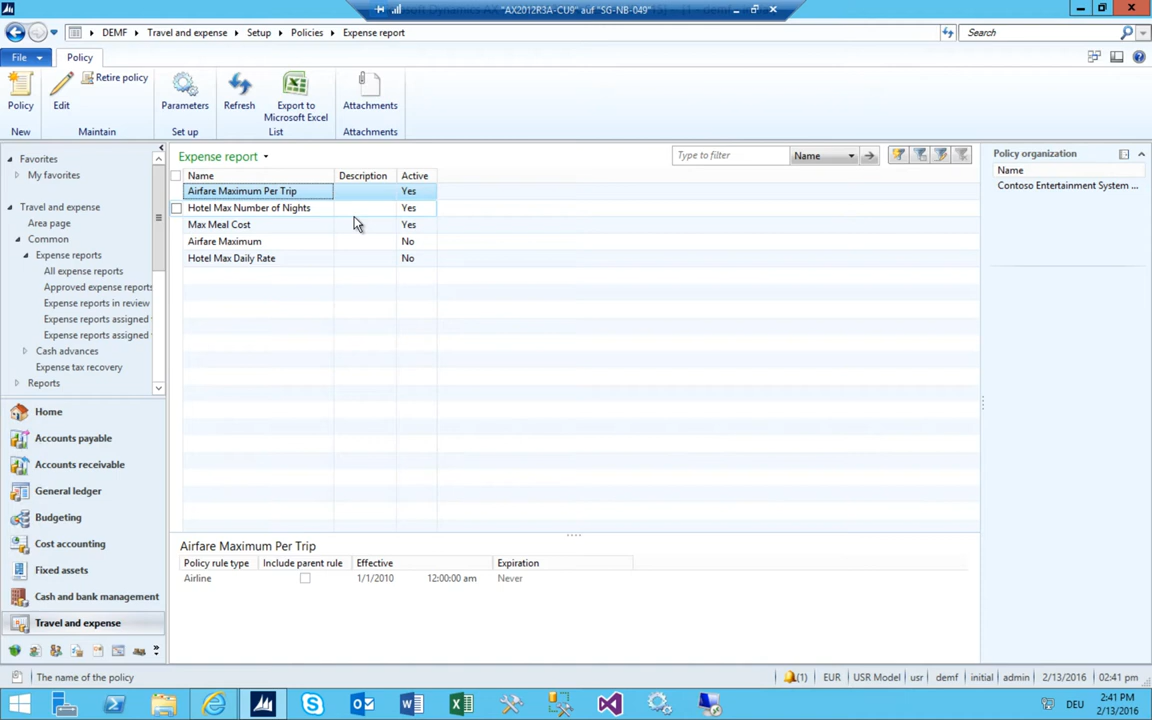 "AX2012R3A-CU9" auf "SG-NB-049"
DEMF Travel and expense Setup Policies Expense report
Search
File Policy
Policy
Edit
Retire policy
Parameters
Refresh
Export to
Microsoft Excel
Attachments
New Maintain Set up List Attachments
Favorites
My favorites
Travel and expense
Area page
Common
Expense reports
All expense reports
Approved expense reports
Expense reports in review
Expense reports assigned
Expense reports assigned
Cash advances
Expense tax recovery
Reports
Home
Accounts payable
Accounts receivable
General ledger
Budgeting
Cost accounting
Fixed assets
Cash and bank management
Travel and expense
Expense report
Type to filter
Name
Name Description Active
Airfare Maximum Per Trip Yes
Hotel Max Number of Nights Yes
Max Meal Cost Yes
Airfare Maximum No
Hotel Max Daily Rate No
Airfare Maximum Per Trip
Policy rule type Include parent rule Effective Expiration
Airline 1/1/2010 12:00:00 am Never
Policy organization
Name
Contoso Entertainment System ...
The name of the policy
(1) EUR USR Model usr demf initial admin 2/13/2016 02:41 pm
DEU
2:41 PM
2/13/2016